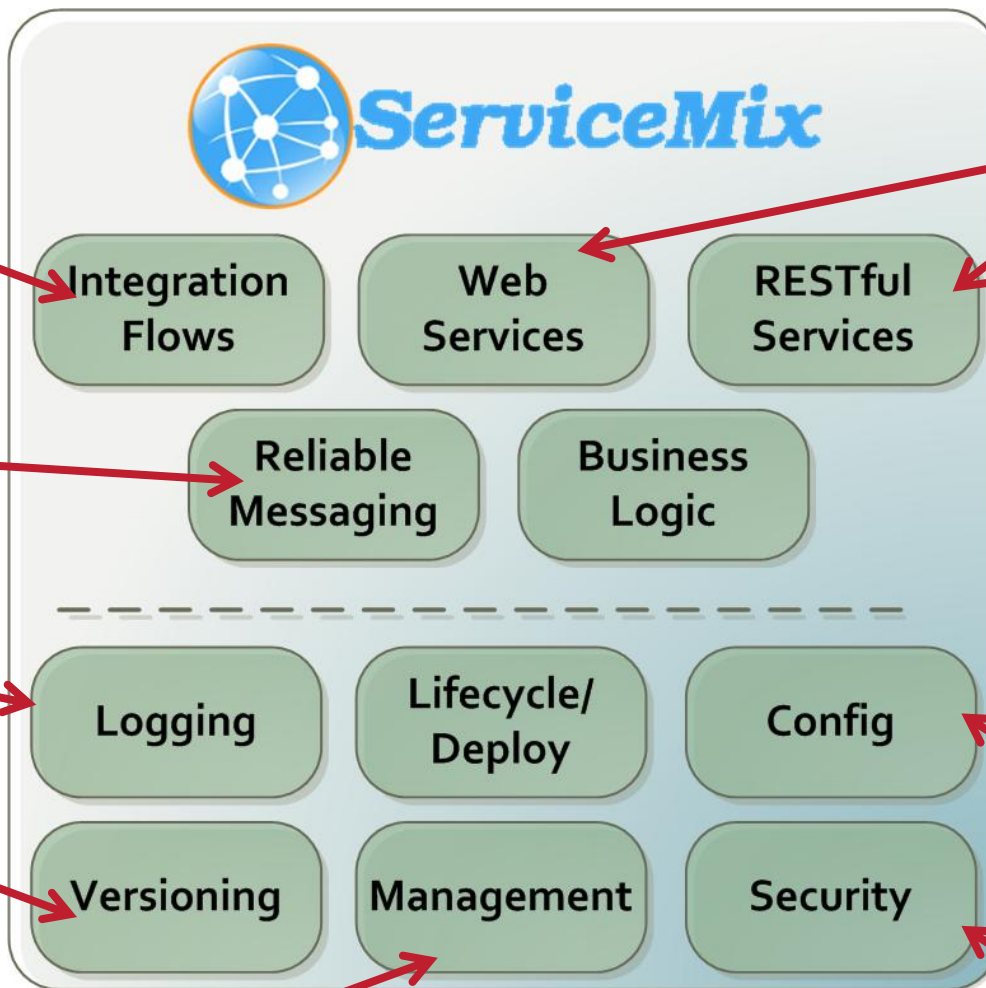 ServiceMix
Integration
Flows
Web
Services
RESTful
Services
Reliable
Messaging
Business
Logic
Logging
Lifecycle/
Deploy
Config
Versioning
Management
Security